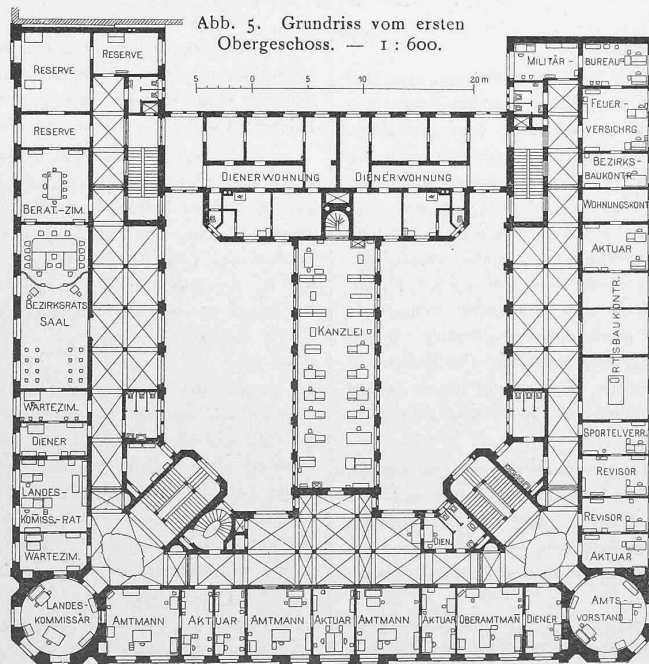 Abb. 5. Grundriss vom ersten
Obergeschoss. — 1 : 600.
5 0 5 10 20 m
RESERVE
RESERVE
RESERVE
BERAT.-ZIM.
BEZIRKSRATS
SAAL
WARTEZIM.
DIENER
LANDES-
KOMISS.-RAT
WARTEZIM.
LANDES-
KOMMISSÄR
DIENERWOHNUNG
DIENERWOHNUNG
KANZLEI
MILITÄR-
BUREAU
FEUER-
VERSICHRG.
BEZIRKS-
BAUKONTR.
WOHNUNGSKONT
AKTUAR
RTISBAUKONTR.
SPORTELVERR.
REVISOR
REVISOR
AKTUAR
DIEN.
AMTMANN
AKTUAR
AMTMANN
AKTUAR
AMTMANN
AKTUAR
OBERAMTMAN
DIENER
AMTS-
VORSTAND